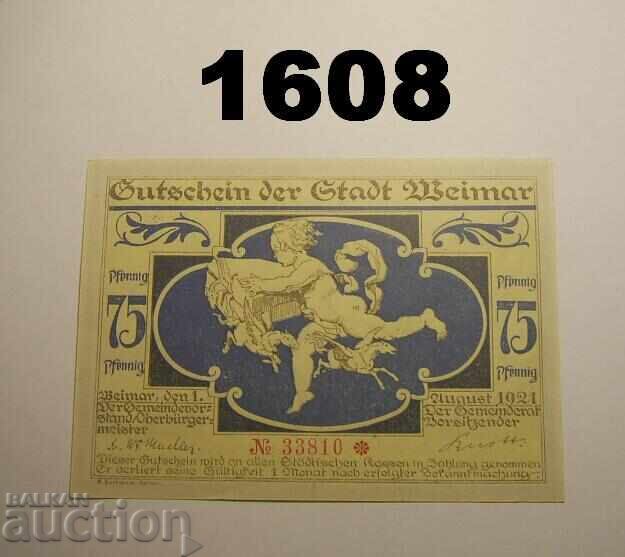 1608
Gutschein der Stadt Weimar
Pfennig Pfennig
75 75
Pfennig Pfennig
Weimar, den 1. August 1921
Der Gemeindevor- Der Gemeinderat
stand/Oberbürger- Vorsitzender
meister
№ 33810 ✻
Dieser Gutschein wird an allen Städtischen Kassen in Zahlung genommen
Er verliert seine Gültigkeit 1 Monat nach erfolgter Bekanntmachung.
BALKAN
auction